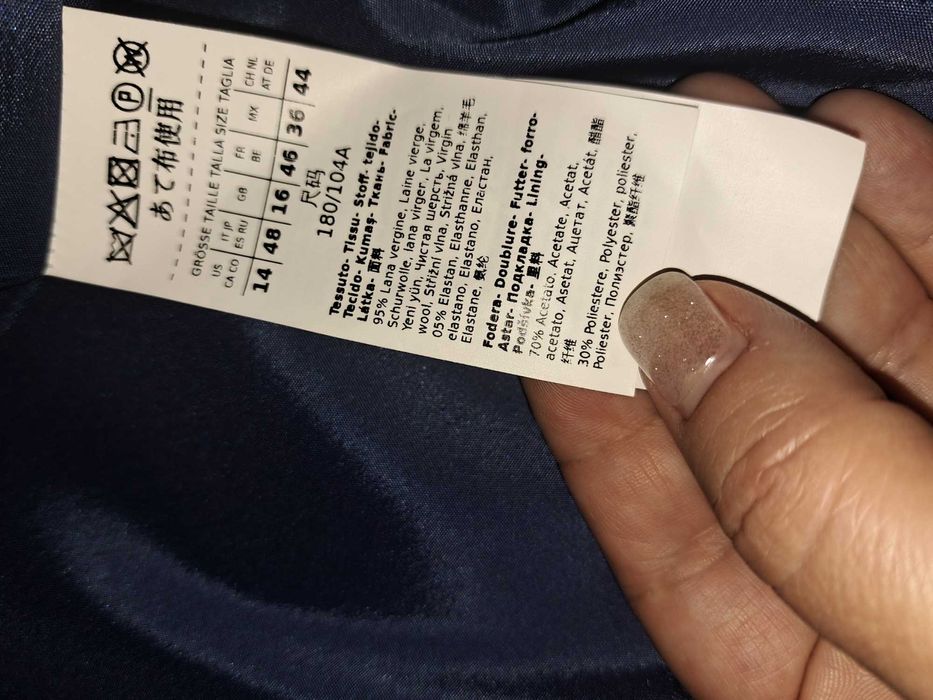 あて布使用
GRÖSSE TAILLE TALLA SIZE TAGLIA
US IT JP FR CH NL
CA CO ES RU GB BE MX AT DE
14 48 16 46 36 44
尺码
180/104A
Tessuto- Tissu- Stoff- tejido-
Tecido- Kumaş- Ткань- Fabric-
Látka- 面料
95% Lana vergine, Laine vierge,
Schurwolle, lana virgen, La virgem,
Yeni yün, Чистая шерсть, Virgin
wool, Střižní vlna, Strižná vlna, 绵羊毛
05% Elastan, Elasthanne, Elasthan,
elastano, Elastano, Еластан,
Elastane, 氨纶
Fodera- Doublure- Futter- forro-
Astar- Подкладка- Lining-
Podšívka- 里料
70% Acetato, Acetate, Acetat,
acetato, Asetat, Ацетат, Acetát, 醋酯
纤维
30% Poliestere, Polyester, poliester,
Poliester, Полиэстер, 聚酯纤维